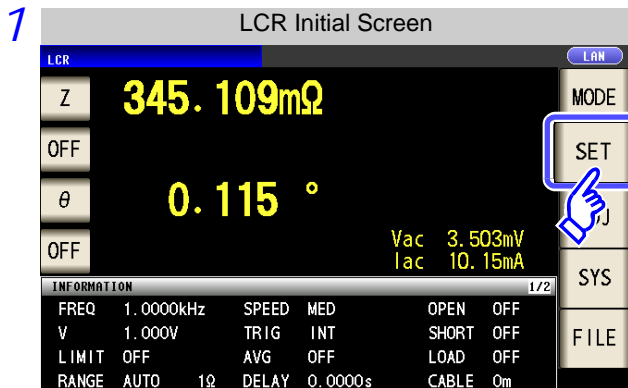 1
LCR Initial Screen
LCR
LAN
Z
345.109mΩ
MODE
OFF
SET
θ
0.115 °
OFF
Vac 3.503mV
Iac 10.15mA
SYS
INFORMATION 1/2
FREQ 1.0000kHz SPEED MED OPEN OFF
V 1.000V TRIG INT SHORT OFF
FILE
LIMIT OFF AVG OFF LOAD OFF
RANGE AUTO 1Ω DELAY 0.0000s CABLE 0m